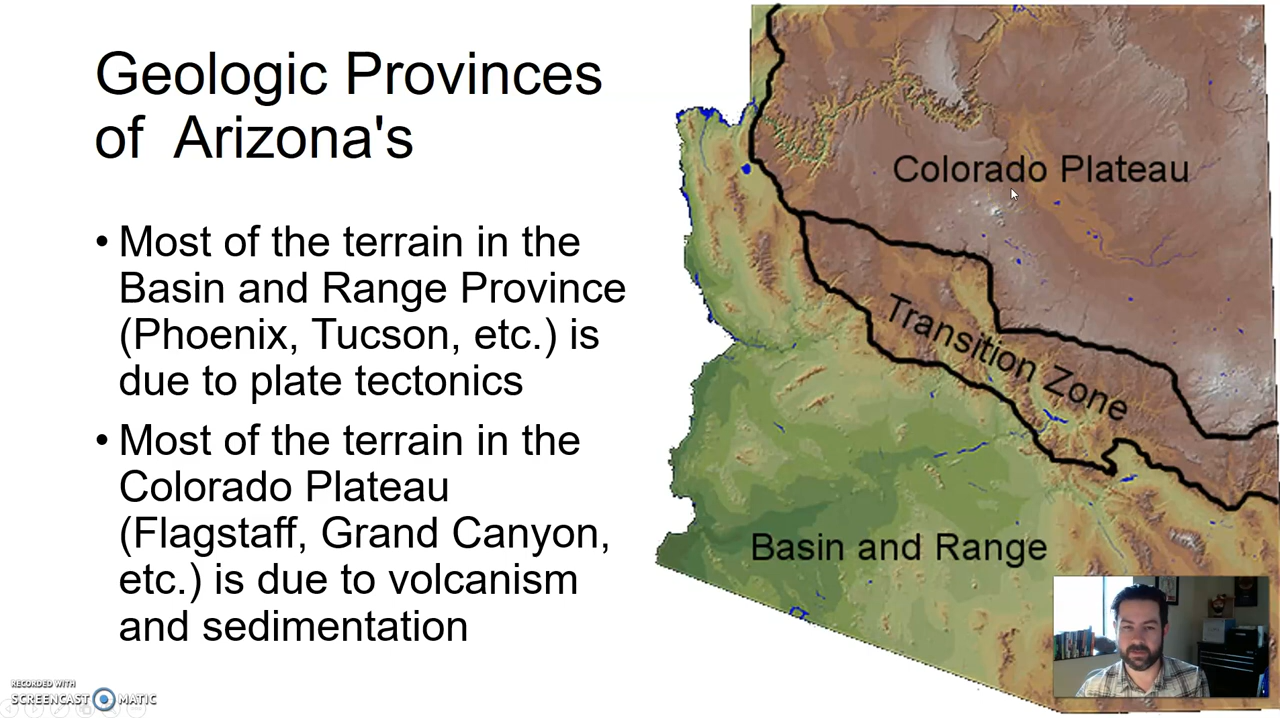 Geologic Provinces
of Arizona's
• Most of the terrain in the
Basin and Range Province
(Phoenix, Tucson, etc.) is
due to plate tectonics
• Most of the terrain in the
Colorado Plateau
(Flagstaff, Grand Canyon,
etc.) is due to volcanism
and sedimentation
Colorado Plateau
Transition Zone
Basin and Range
RECORDED WITH
SCREENCAST MATIC